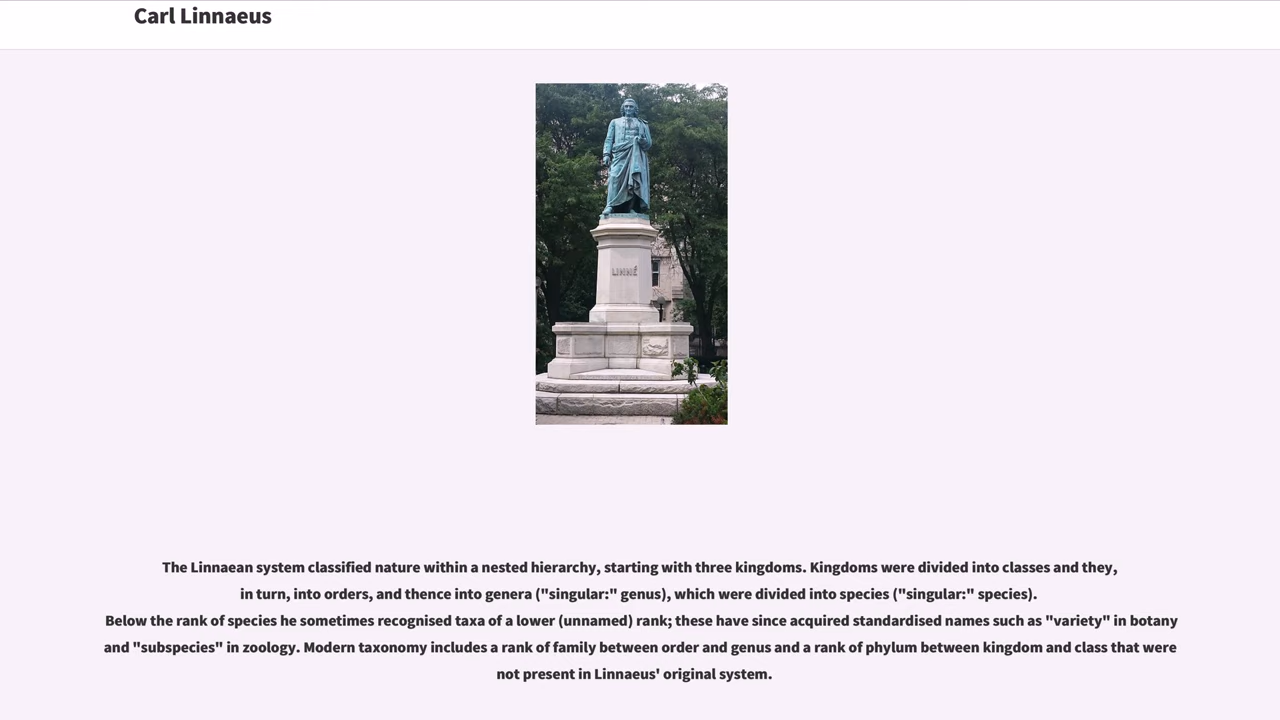 Carl Linnaeus
LINNÉ
The Linnaean system classified nature within a nested hierarchy, starting with three kingdoms. Kingdoms were divided into classes and they,
in turn, into orders, and thence into genera ("singular:" genus), which were divided into species ("singular:" species).
Below the rank of species he sometimes recognised taxa of a lower (unnamed) rank; these have since acquired standardised names such as "variety" in botany
and "subspecies" in zoology. Modern taxonomy includes a rank of family between order and genus and a rank of phylum between kingdom and class that were
not present in Linnaeus' original system.